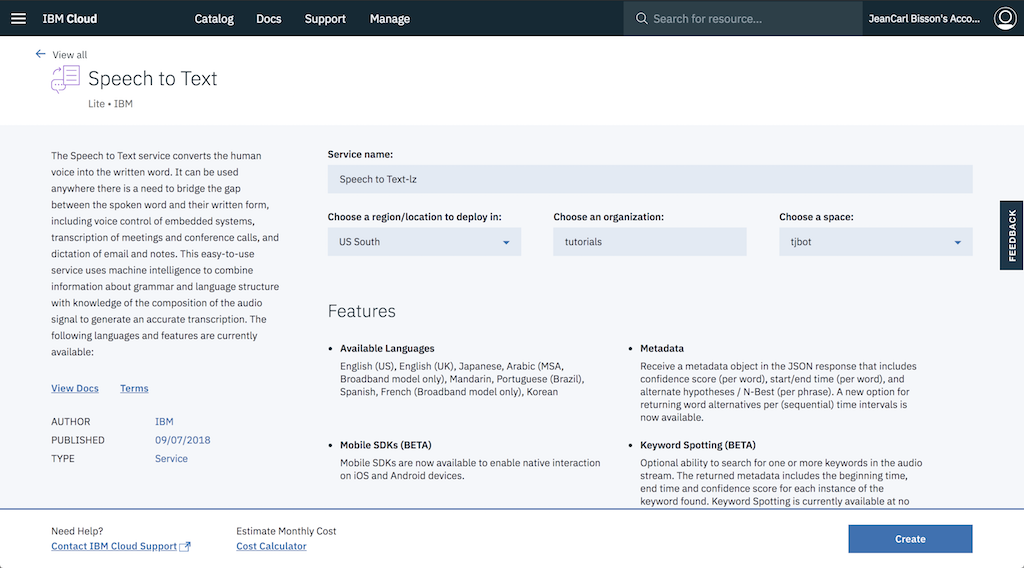 IBM Cloud
Catalog
Docs
Support
Manage
Search for resource...
JeanCarl Bisson's Acco...
View all
Speech to Text
Lite • IBM
The Speech to Text service converts the human
voice into the written word. It can be used
anywhere there is a need to bridge the gap
between the spoken word and their written form,
including voice control of embedded systems,
transcription of meetings and conference calls, and
dictation of email and notes. This easy-to-use
service uses machine intelligence to combine
information about grammar and language structure
with knowledge of the composition of the audio
signal to generate an accurate transcription. The
following languages and features are currently
available:
View Docs
Terms
AUTHOR IBM
PUBLISHED 09/07/2018
TYPE Service
Service name:
Speech to Text-lz
Choose a region/location to deploy in:
US South
Choose an organization:
tutorials
Choose a space:
tjbot
Features
• Available Languages
English (US), English (UK), Japanese, Arabic (MSA,
Broadband model only), Mandarin, Portuguese (Brazil),
Spanish, French (Broadband model only), Korean
• Metadata
Receive a metadata object in the JSON response that includes
confidence score (per word), start/end time (per word), and
alternate hypotheses / N-Best (per phrase). A new option for
returning word alternatives per (sequential) time intervals is
now available.
• Mobile SDKs (BETA)
Mobile SDKs are now available to enable native interaction
on iOS and Android devices.
• Keyword Spotting (BETA)
Optional ability to search for one or more keywords in the audio
stream. The returned metadata includes the beginning time,
end time and confidence score for each instance of the
keyword found. Keyword Spotting is currently available at no
FEEDBACK
Need Help?
Contact IBM Cloud Support
Estimate Monthly Cost
Cost Calculator
Create